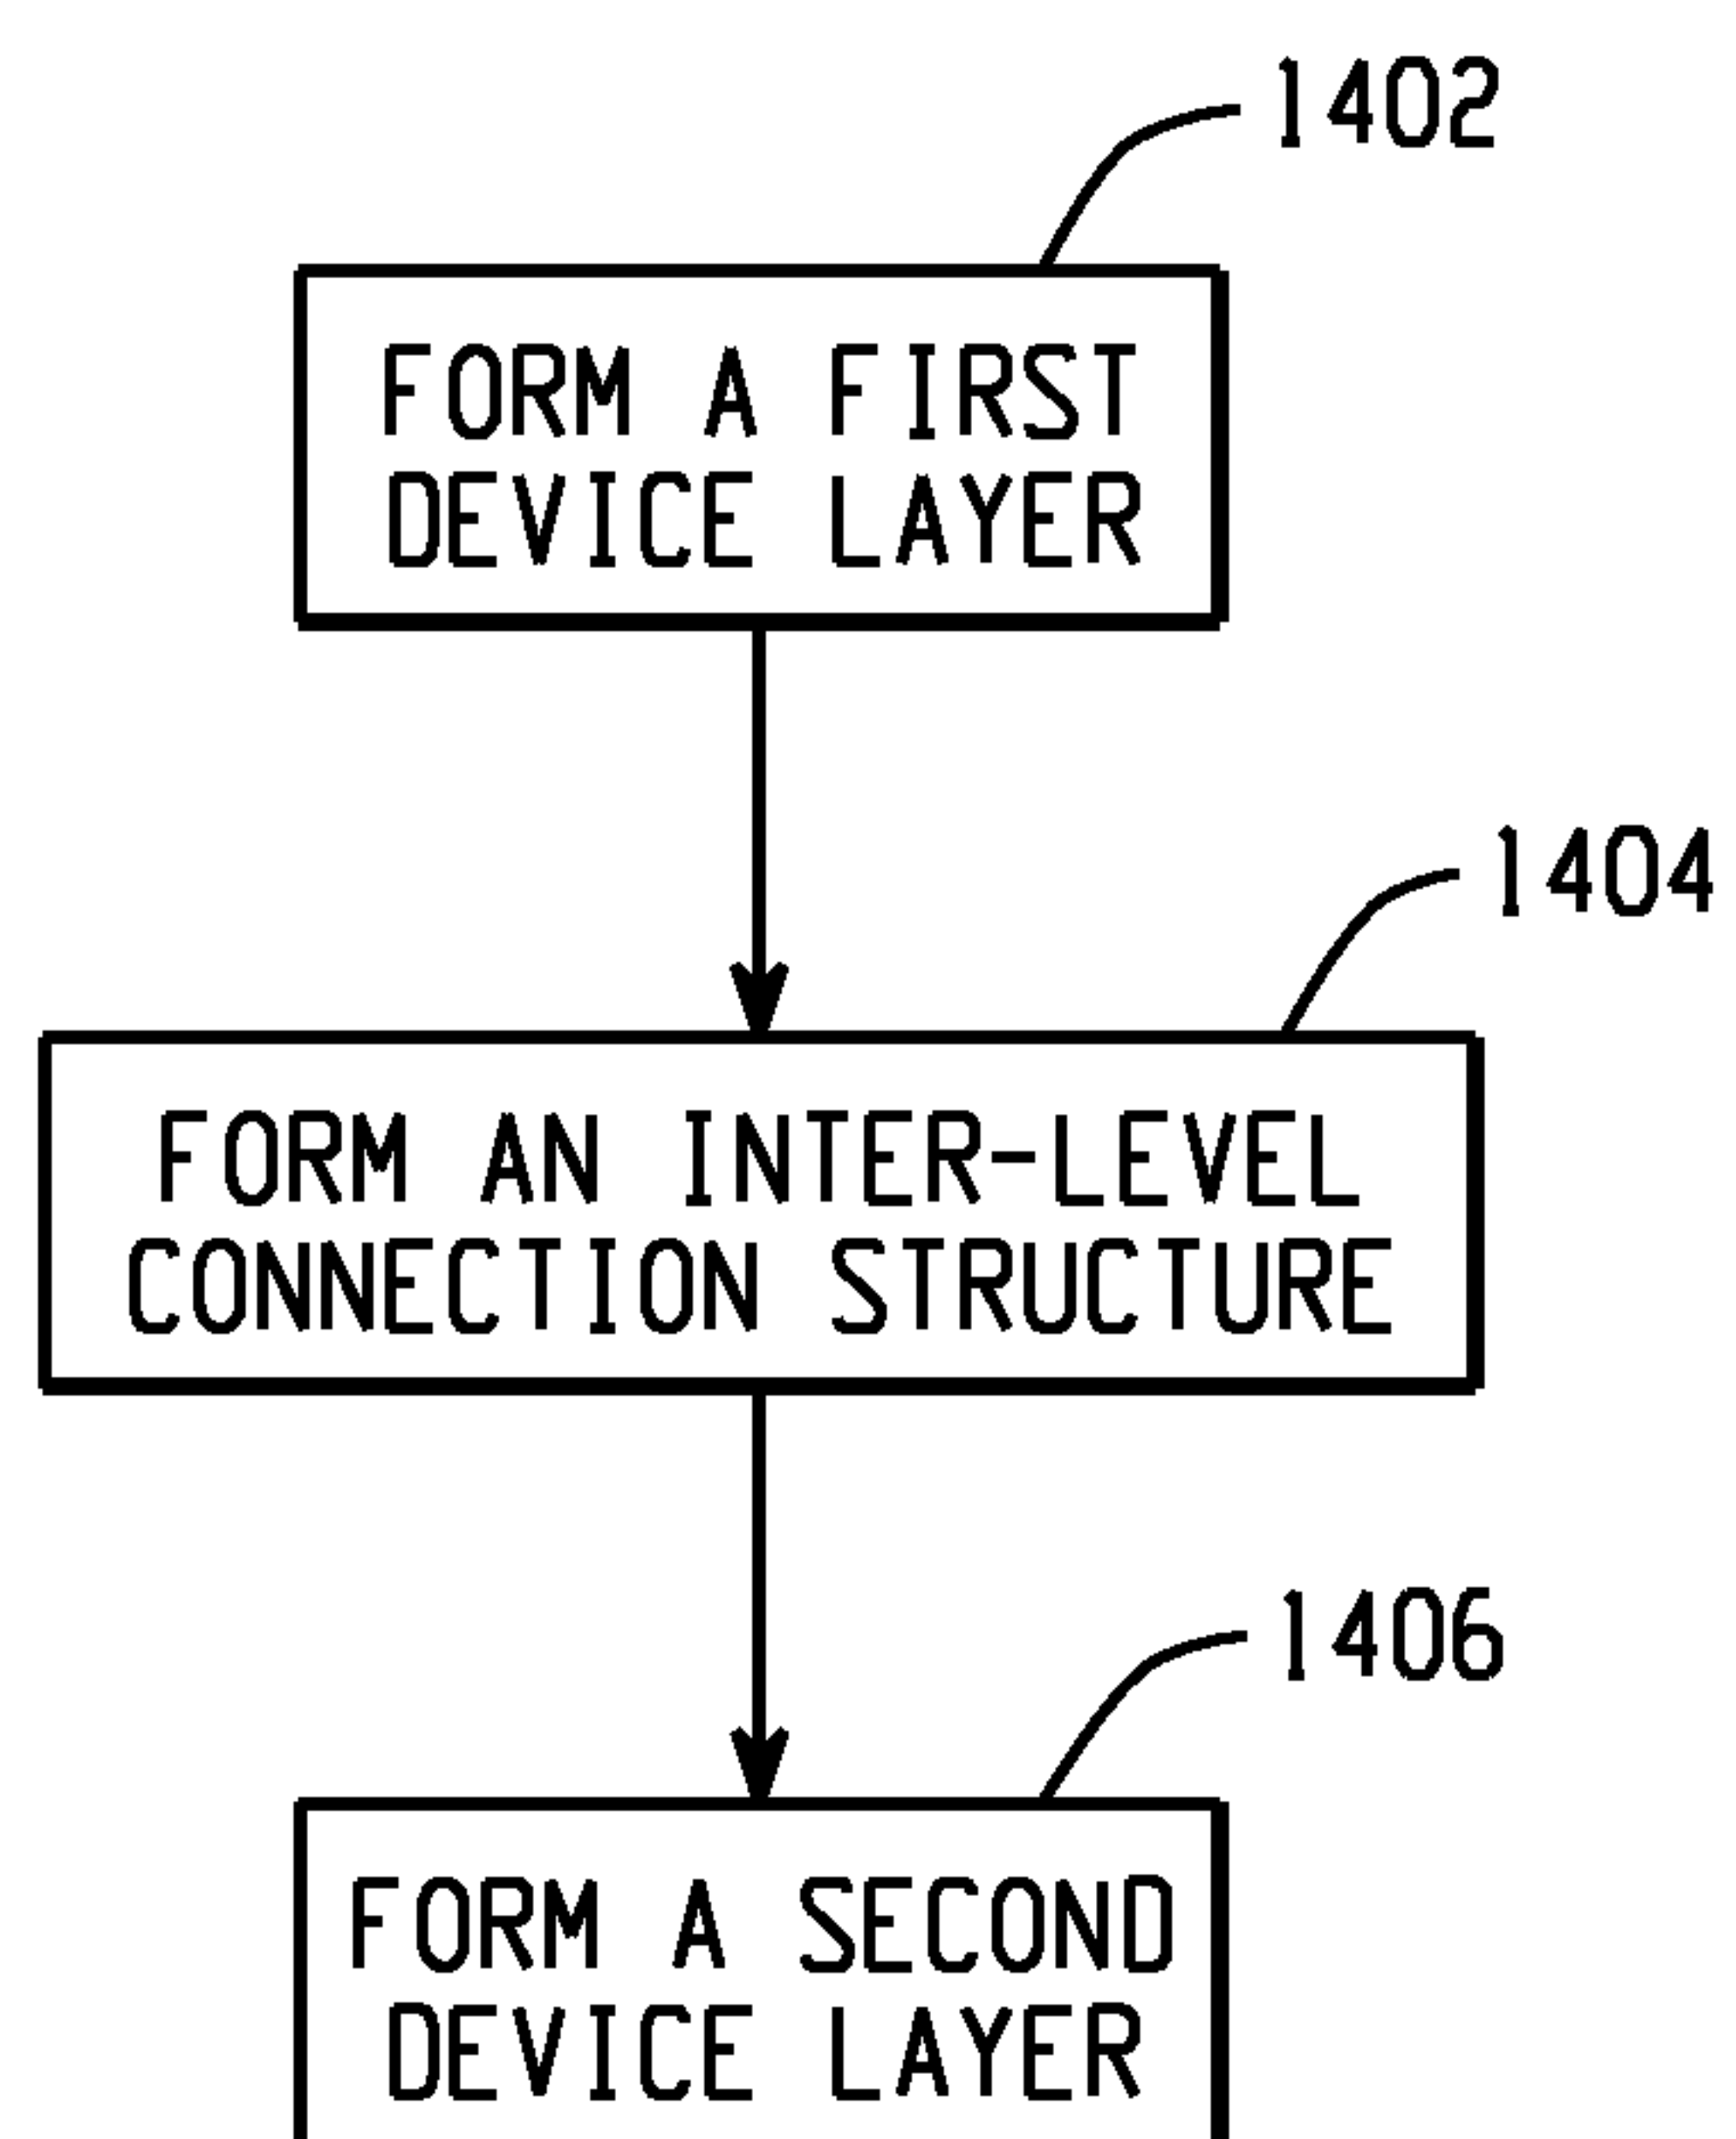 1402
FORM A FIRST
DEVICE LAYER
1404
FORM AN INTER-LEVEL
CONNECTION STRUCTURE
1406
FORM A SECOND
DEVICE LAYER